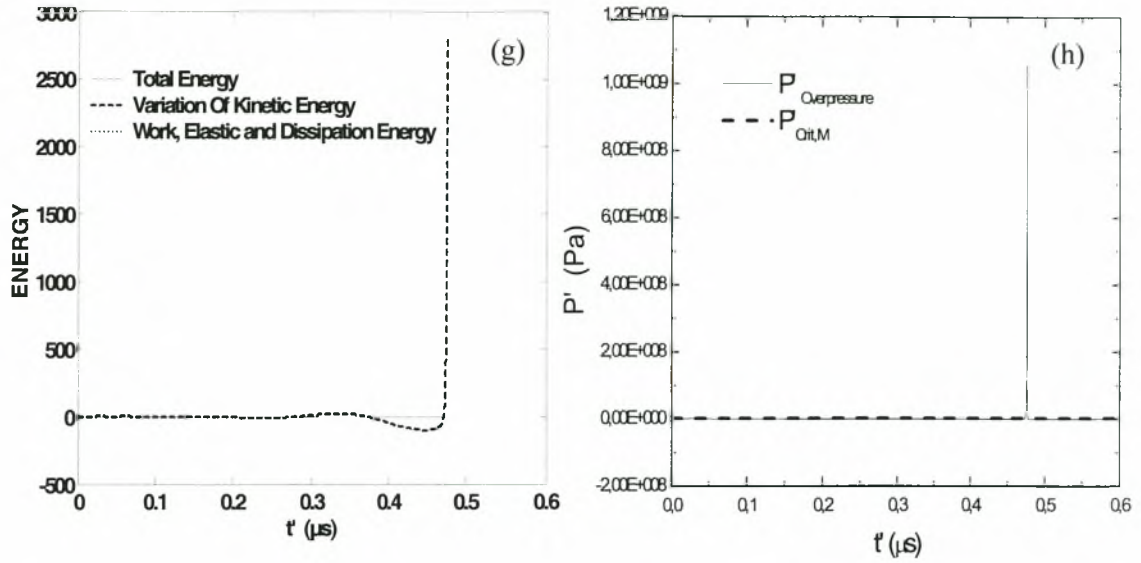 (g)
3000
2500
2000
1500
1000
500
0
-500
ENERGY
Total Energy
Variation Of Kinetic Energy
Work, Elastic and Dissipation Energy
0 0.1 0.2 0.3 0.4 0.5 0.6
t' (µs)
(h)
1,20E+009
1,00E+009
8,00E+008
6,00E+008
4,00E+008
2,00E+008
0,00E+000
-2,00E+008
P' (Pa)
P Overpressure
P Crit,M
0,0 0,1 0,2 0,3 0,4 0,5 0,6
t' (µs)